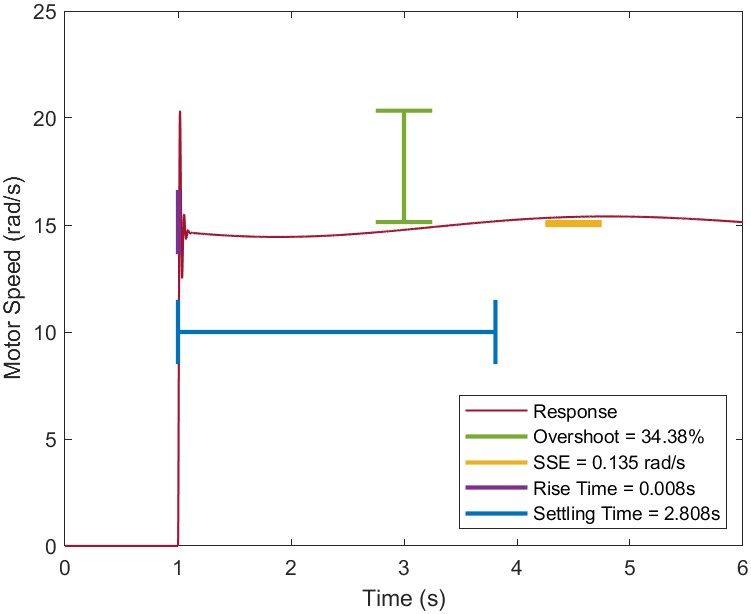 25
20
15
10
5
0
Motor Speed (rad/s)
0 1 2 3 4 5 6
Time (s)
Response
Overshoot = 34.38%
SSE = 0.135 rad/s
Rise Time = 0.008s
Settling Time = 2.808s